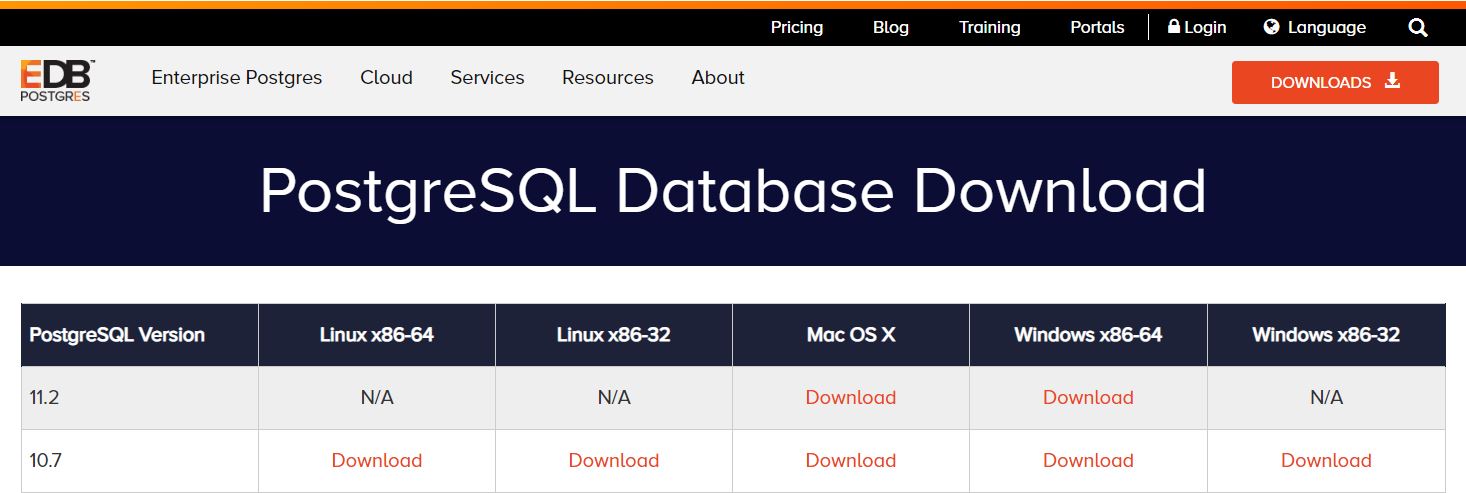 Pricing Blog Training Portals Login Language
EDB™
POSTGRES
Enterprise Postgres Cloud Services Resources About
DOWNLOADS
PostgreSQL Database Download
PostgreSQL Version Linux x86-64 Linux x86-32 Mac OS X Windows x86-64 Windows x86-32
11.2 N/A N/A Download Download N/A
10.7 Download Download Download Download Download